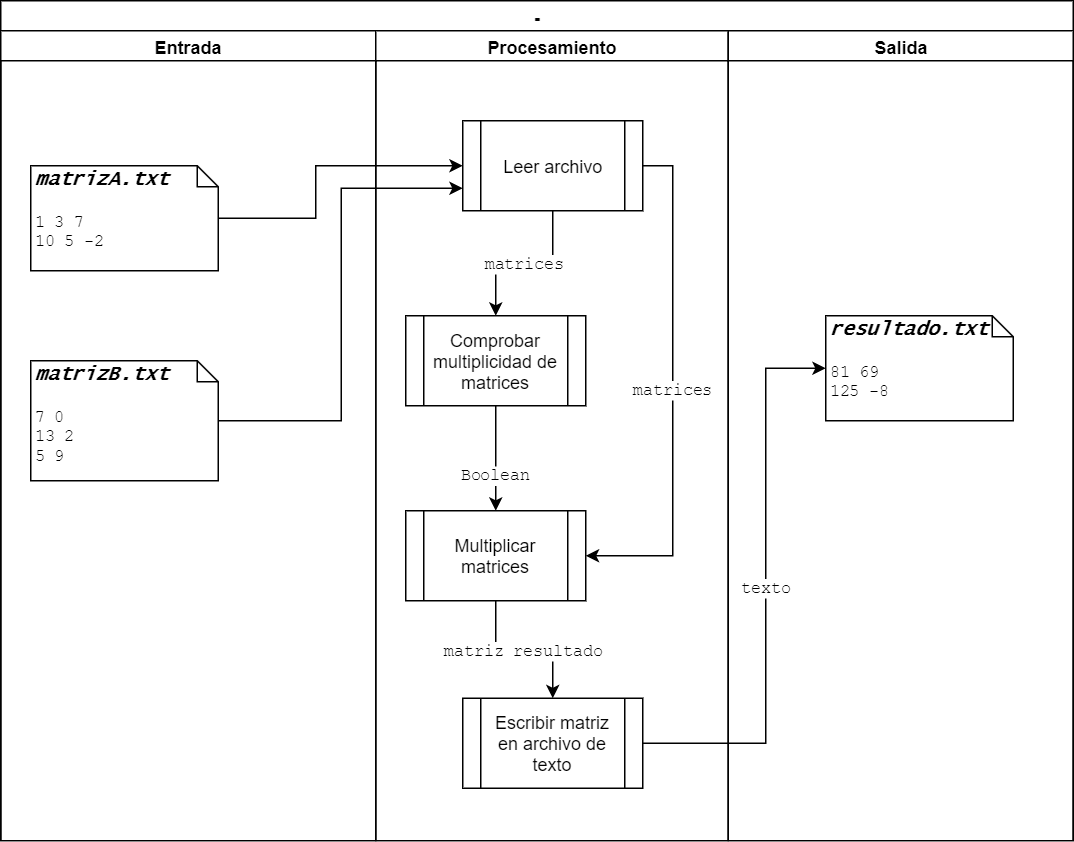 -
Entrada
Procesamiento
Salida
matrizA.txt
1 3 7
10 5 -2
matrizB.txt
7 0
13 2
5 9
Leer archivo
matrices
Comprobar
multiplicidad de
matrices
matrices
Boolean
Multiplicar
matrices
matriz resultado
Escribir matriz
en archivo de
texto
texto
resultado.txt
81 69
125 -8